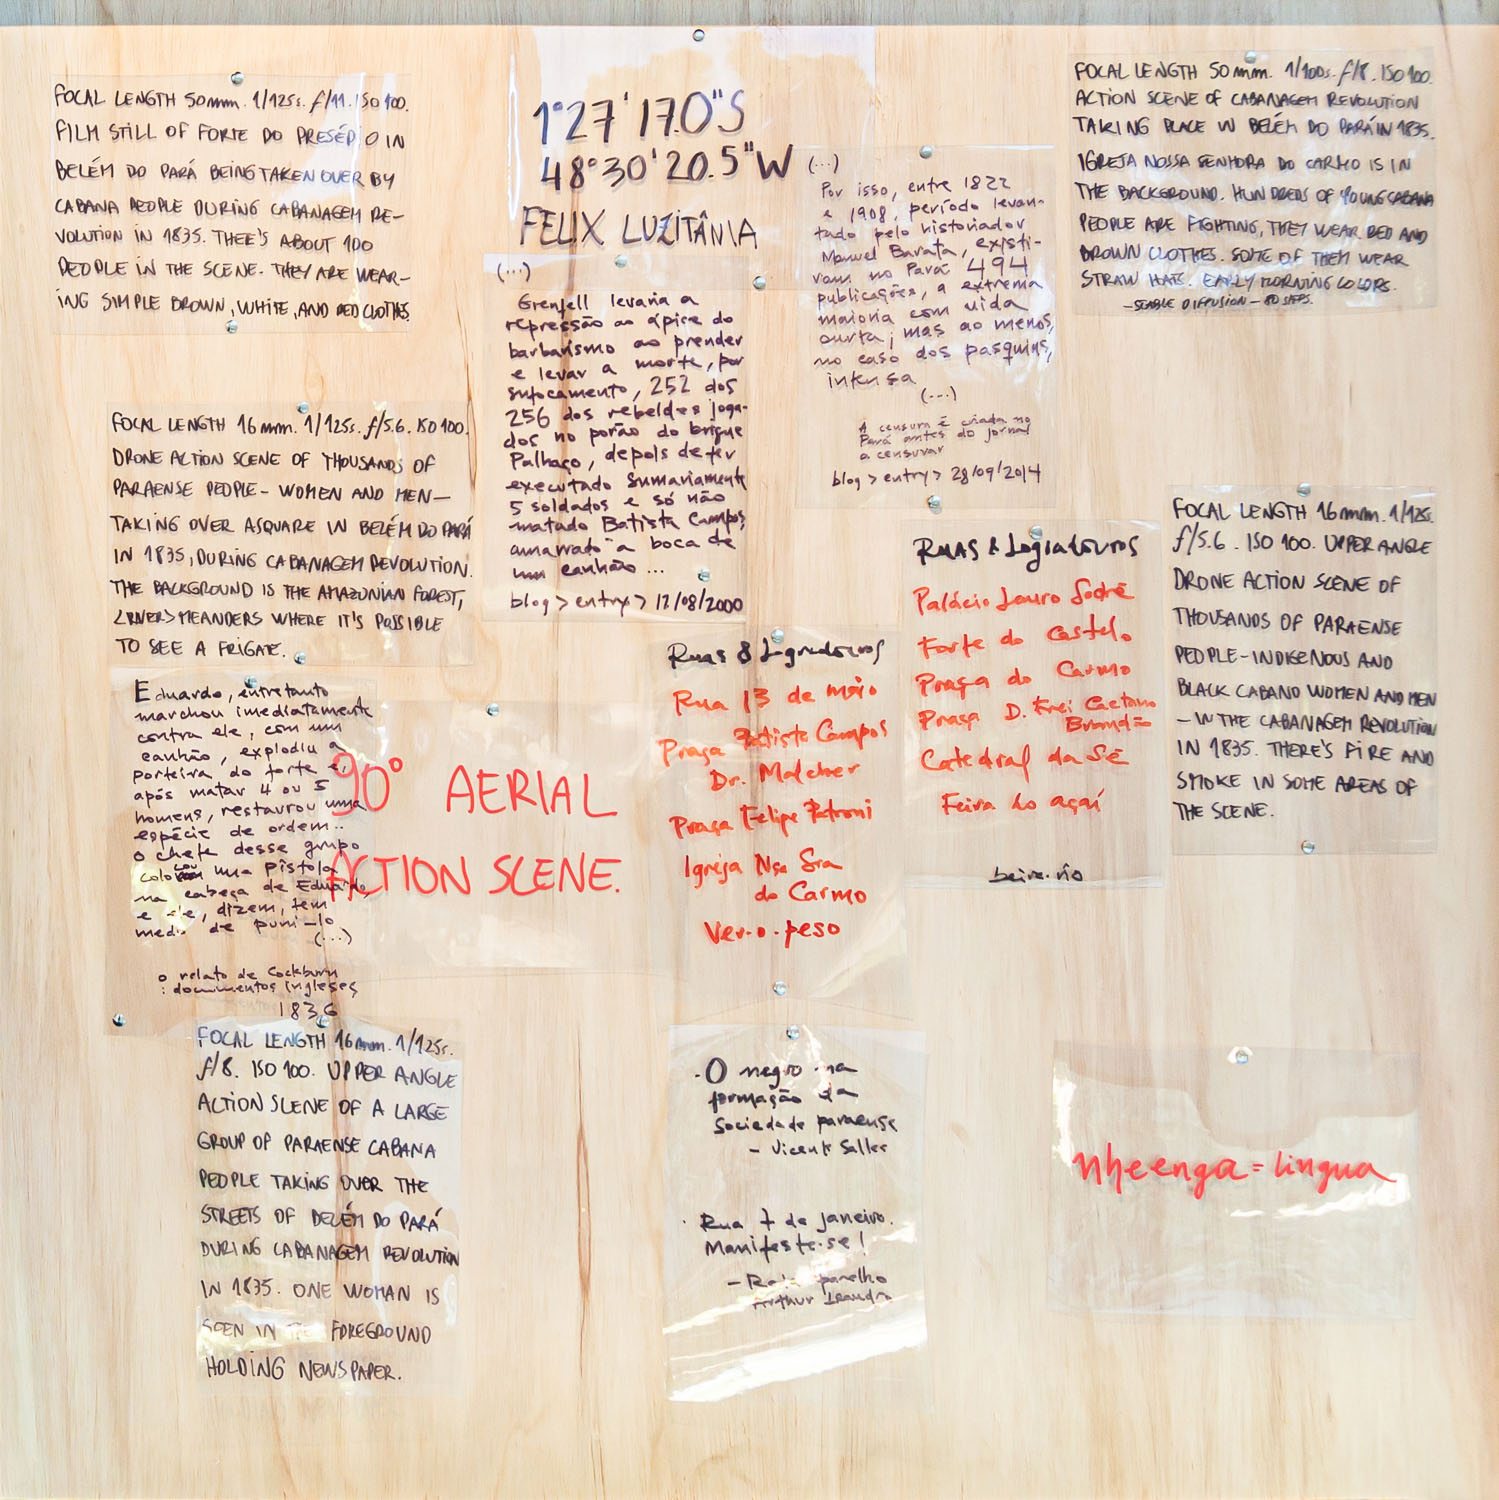 FOCAL LENGTH 50mm. 1/125s. f/11. ISO 100.
FILM STILL OF FORTE DO PRESÉPIO IN
BELÉM DO PARÁ BEING TAKEN OVER BY
CABANA PEOPLE DURING CABANAGEM RE-
VOLUTION IN 1835. THEE'S ABOUT 100
PEOPLE IN THE SCENE. THEY ARE WEAR-
ING SIMPLE BROWN, WHITE, AND RED CLOTHES.
1°27'17.0"S
48°30'20.5"W
FELIX LUZITÂNIA
(...)
Grenfell levaria a
repressão ao ápice do
barbarismo ao prender
e levar a morte, por
sufocamento, 252 dos
256 dos rebeldes joga-
dos no porão do brigue
Palhaço, depois de ter
executado sumariamente
5 soldados e só não
matado Batista Campos
amarrado a boca de
um canhão ...
blog > entry > 12/08/2000
(...)
Por isso, entre 1822
e 1908, período levan-
tado pelo historiador
Manuel Barata, existi-
ram no Pará 494
publicações, a extrema
maioria com vida
curta; mas ao menos,
no caso dos pasquins,
intensa
(...)
A censura é criada no
Pará antes do jornal
a censurar
blog > entry > 28/09/2014
FOCAL LENGTH 50mm. 1/100s. f/8. ISO 100.
ACTION SCENE OF CABANAGEM REVOLUTION
TAKING PLACE IN BELÉM DO PARÁ IN 1835.
IGREJA NOSSA SENHORA DO CARMO IS IN
THE BACKGROUND. HUNDREDS OF YOUNG CABANA
PEOPLE ARE FIGHTING, THEY WEAR RED AND
BROWN CLOTHES. SOME OF THEM WEAR
STRAW HATS. EARLY MORNING COLORS.
- STABLE DIFFUSION - STEPS.
FOCAL LENGTH 16mm. 1/125s. f/5.6. ISO 100.
DRONE ACTION SCENE OF THOUSANDS OF
PARAENSE PEOPLE - WOMEN AND MEN -
TAKING OVER A SQUARE IN BELÉM DO PARÁ
IN 1835, DURING CABANAGEM REVOLUTION.
THE BACKGROUND IS THE AMAZONIAN FOREST,
<RIVER> MEANDERS WHERE IT'S POSSIBLE
TO SEE A FRIGATE.
Eduardo, entretanto
marchou imediatamente
contra ele, com um
canhão, explodiu a
porteira do forte e,
após matar 4 ou 5
homens, restaurou uma
espécie de ordem..
o chefe desse grupo
colocou uma pistola
na cabeça de Eduardo,
e ele, dizem, tem
medo de puni-lo
(...)
o relato de Cockburn
: documentos ingleses
1836
90° AERIAL
ACTION SCENE.
Ruas & Logradouros
Rua 13 de maio
Praça Batista Campos
Dr. Malcher
Praça Felipe Patroni
Igreja Nsa Sra
do Carmo
Ver-o-peso
Ruas & Logradouros
Palácio Lauro Sodré
Forte do Castelo
Praça do Carmo
Praça D. Frei Caetano
Brandão
Catedral da Sé
Feira do açaí
beira-rio
FOCAL LENGTH 16mm. 1/125s.
f/5.6. ISO 100. UPPER ANGLE
DRONE ACTION SCENE OF
THOUSANDS OF PARAENSE
PEOPLE - INDIGENOUS AND
BLACK CABANO WOMEN AND MEN
- IN THE CABANAGEM REVOLUTION
IN 1835. THERE'S FIRE AND
SMOKE IN SOME AREAS OF
THE SCENE.
FOCAL LENGTH 16mm. 1/125s.
f/8. ISO 100. UPPER ANGLE
ACTION SCENE OF A LARGE
GROUP OF PARAENSE CABANA
PEOPLE TAKING OVER THE
STREETS OF BELÉM DO PARÁ
DURING CABANAGEM REVOLUTION
IN 1835. ONE WOMAN IS
SEEN IN THE FOREGROUND
HOLDING NEWSPAPER.
·O negro na
formação da
sociedade paraense
- Vicente Salles
· Rua 7 de janeiro.
Manifeste-se!
- parelho
Arthur Leandro
nheenga = língua